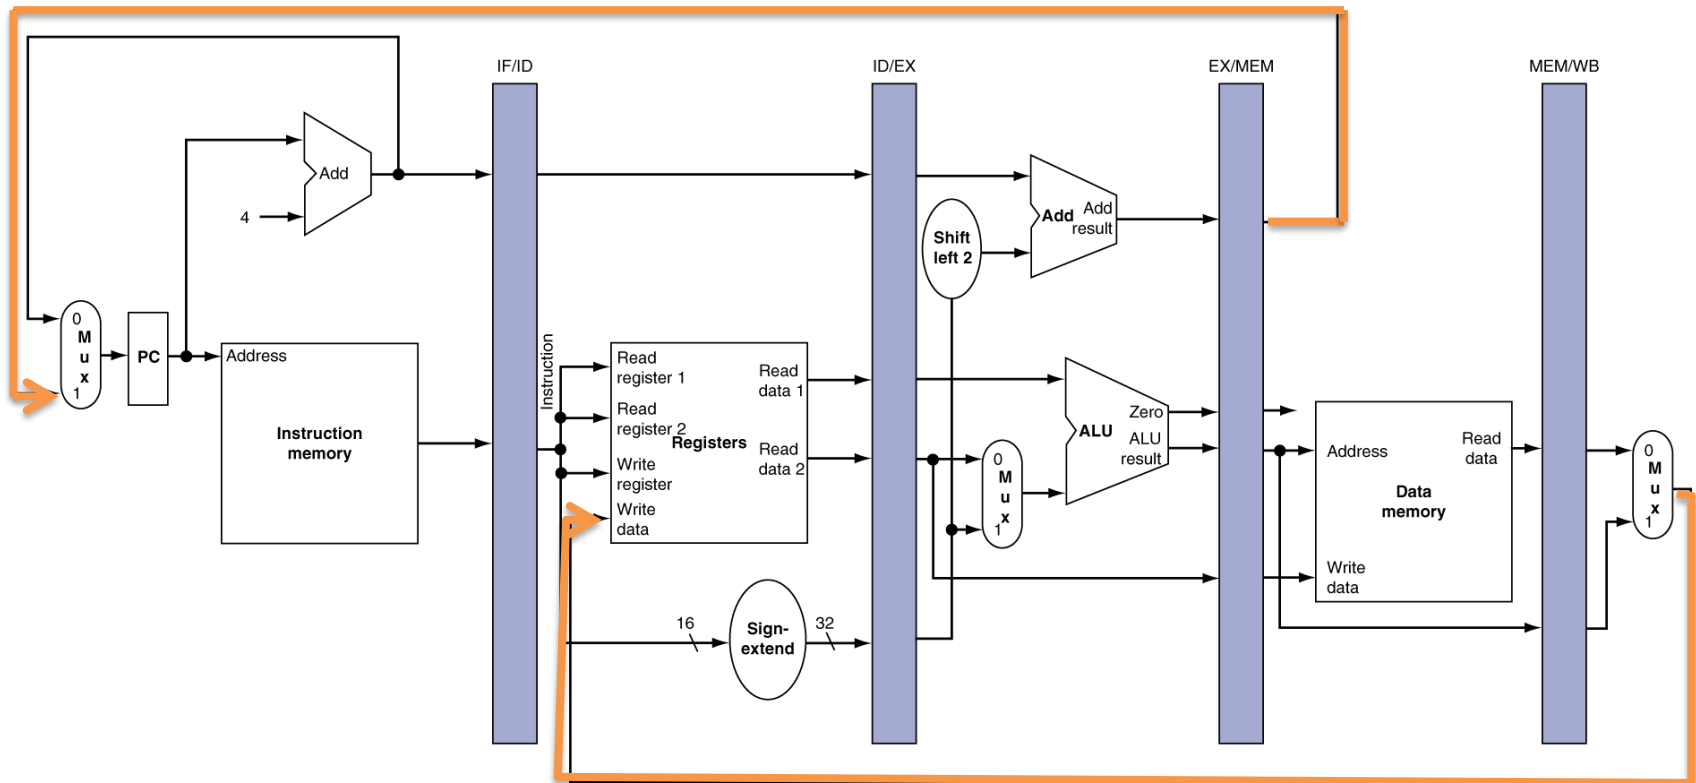 IF/ID
ID/EX
EX/MEM
MEM/WB
Add
4
Shift
left 2
Add
Add
result
0
M
u
x
1
PC
Address
Instruction
memory
Instruction
Read
register 1
Read
register 2
Write
register
Write
data
Registers
Read
data 1
Read
data 2
16
Sign-
extend
32
0
M
u
x
1
Zero
ALU
ALU
result
Address
Read
data
Data
memory
Write
data
0
M
u
x
1